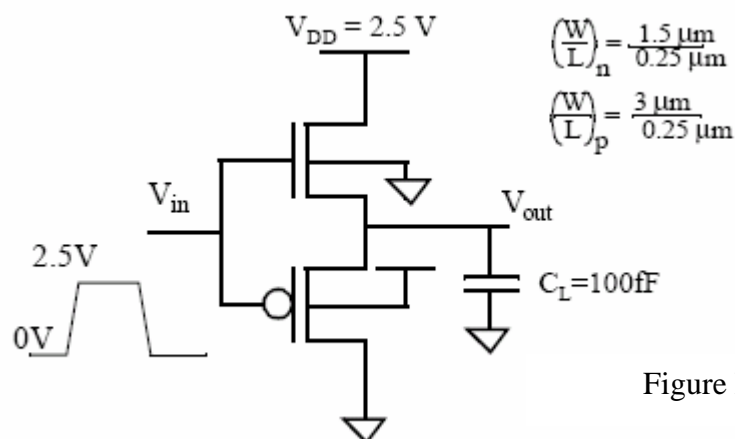 V_DD = 2.5 V
(W/L)_n = 1.5 μm / 0.25 μm
(W/L)_p = 3 μm / 0.25 μm
V_in
V_out
2.5V
0V
C_L=100fF
Figure